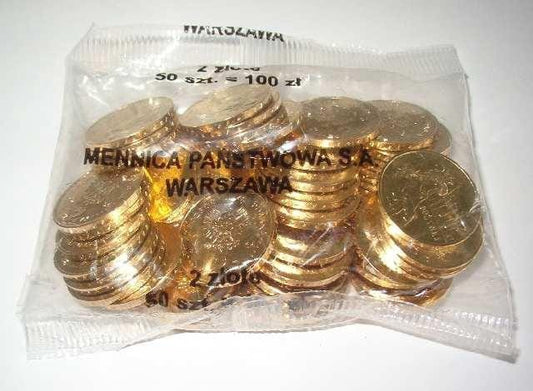 WARSZAWA
2 złote
50 szt. = 100 zł
MENNICA PAŃSTWOWA S.A.
WARSZAWA
2 złote
50 szt.